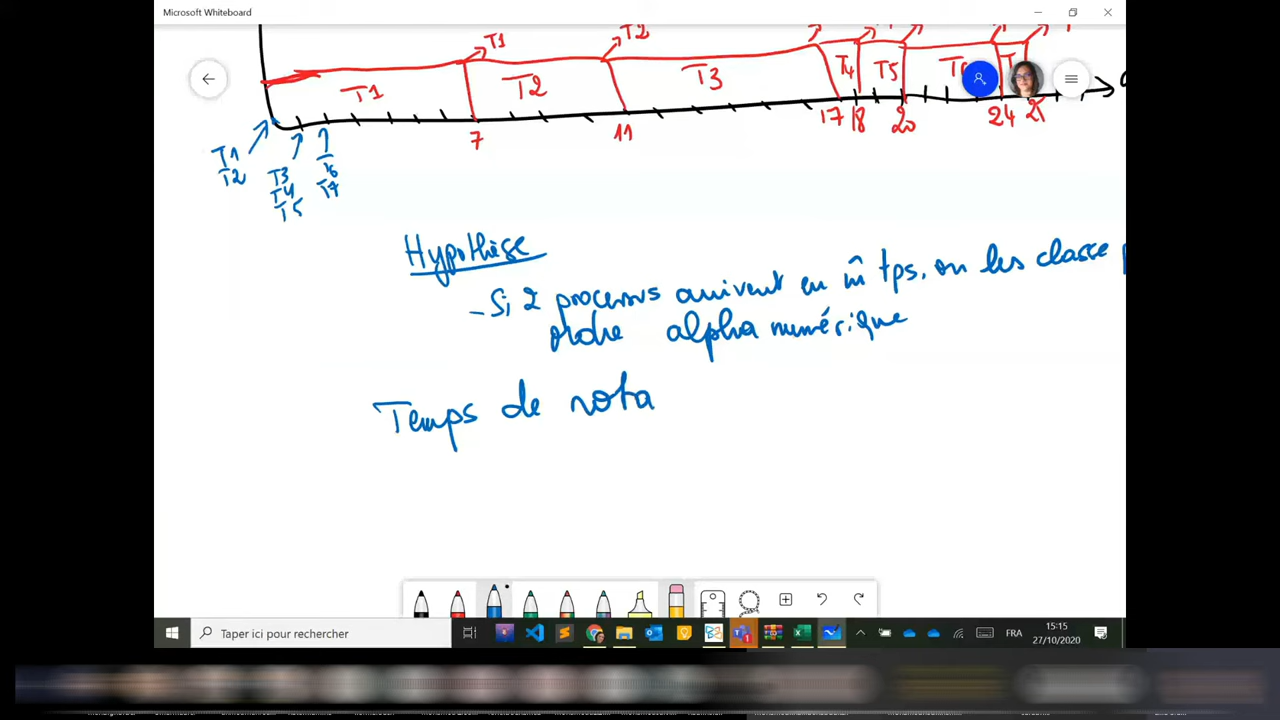 Microsoft Whiteboard
T1 T2
T1 T2 T3 T4 T5
7 11 17 18 20 24 25
T1
T2
T3
T4
T5
T6
T7
Hypothèse
- Si 2 processus arrivent en m̂ tps, on les classe
ordre alpha numérique
Temps de rota
Taper ici pour rechercher
FRA
15:15
27/10/2020